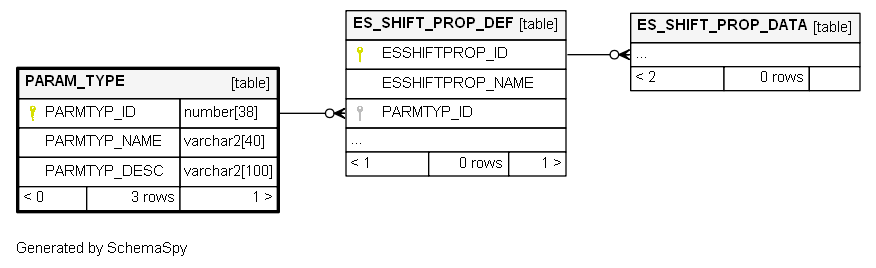 PARAM_TYPE [table]
PARMTYP_ID number[38]
PARMTYP_NAME varchar2[40]
PARMTYP_DESC varchar2[100]
< 0 3 rows 1 >
ES_SHIFT_PROP_DEF [table]
ESSHIFTPROP_ID
ESSHIFTPROP_NAME
PARMTYP_ID
...
< 1 0 rows 1 >
ES_SHIFT_PROP_DATA [table]
...
< 2 0 rows
Generated by SchemaSpy